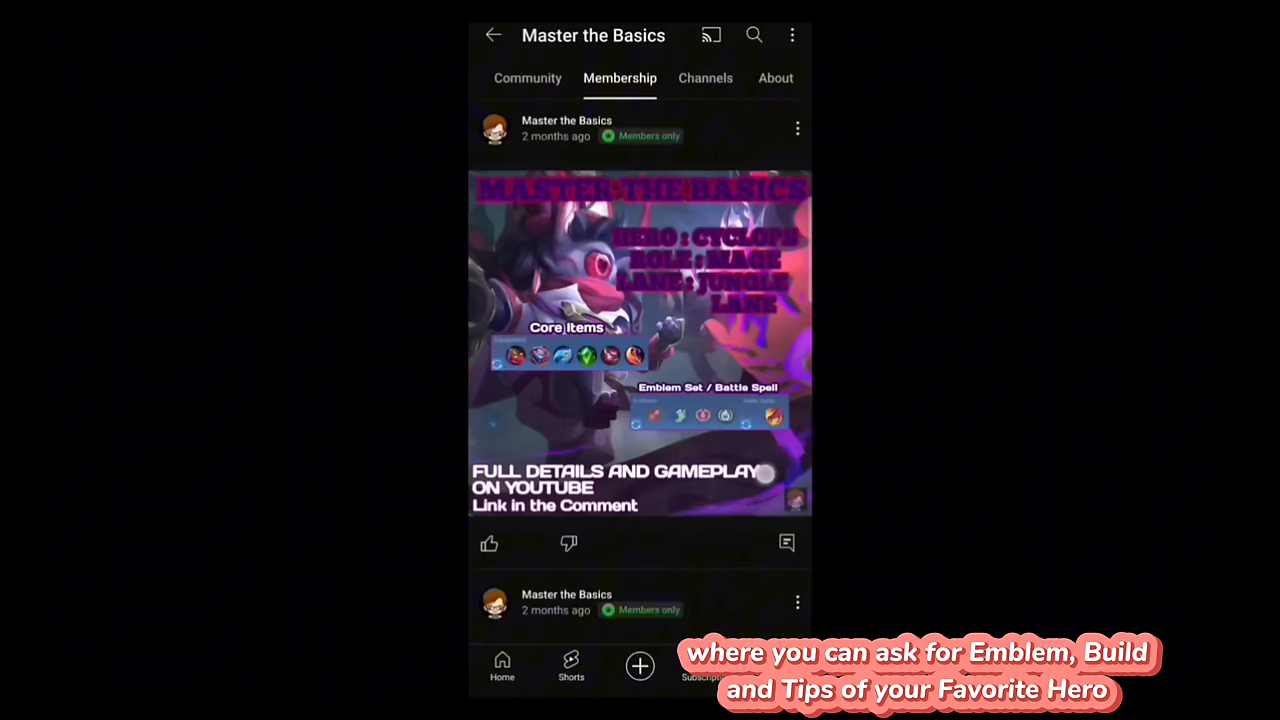 Master the Basics
Community Membership Channels About
Master the Basics
2 months ago Members only
MASTER THE BASICS
HERO : CYCLOPS
ROLE : MAGE
LANE : JUNGLE
LANE
Core Items
Emblem Set / Battle Spell
FULL DETAILS AND GAMEPLAY
ON YOUTUBE
Link in the Comment
Master the Basics
2 months ago Members only
Home Shorts
where you can ask for Emblem, Build
and Tips of your Favorite Hero